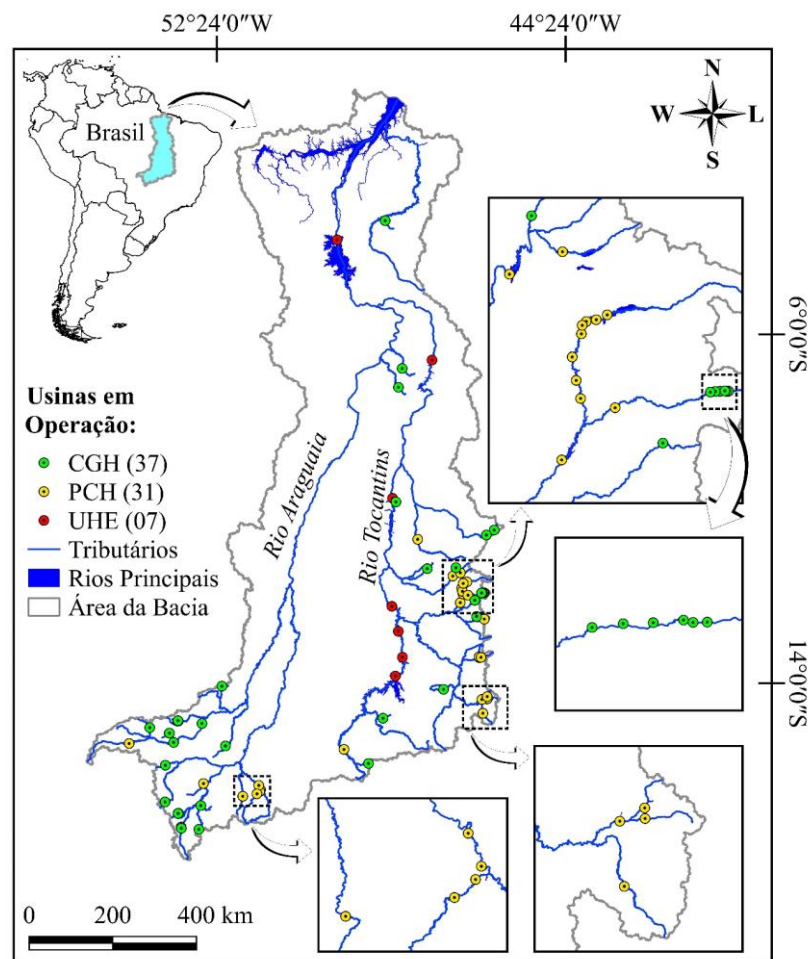 52°24'0"W
44°24'0"W
Brasil
N
W
L
S
6°0'0"S
Usinas em
Operação:
CGH (37)
PCH (31)
UHE (07)
Tributários
Rios Principais
Área da Bacia
Rio Araguaia
Rio Tocantins
14°0'0"S
0 200 400 km